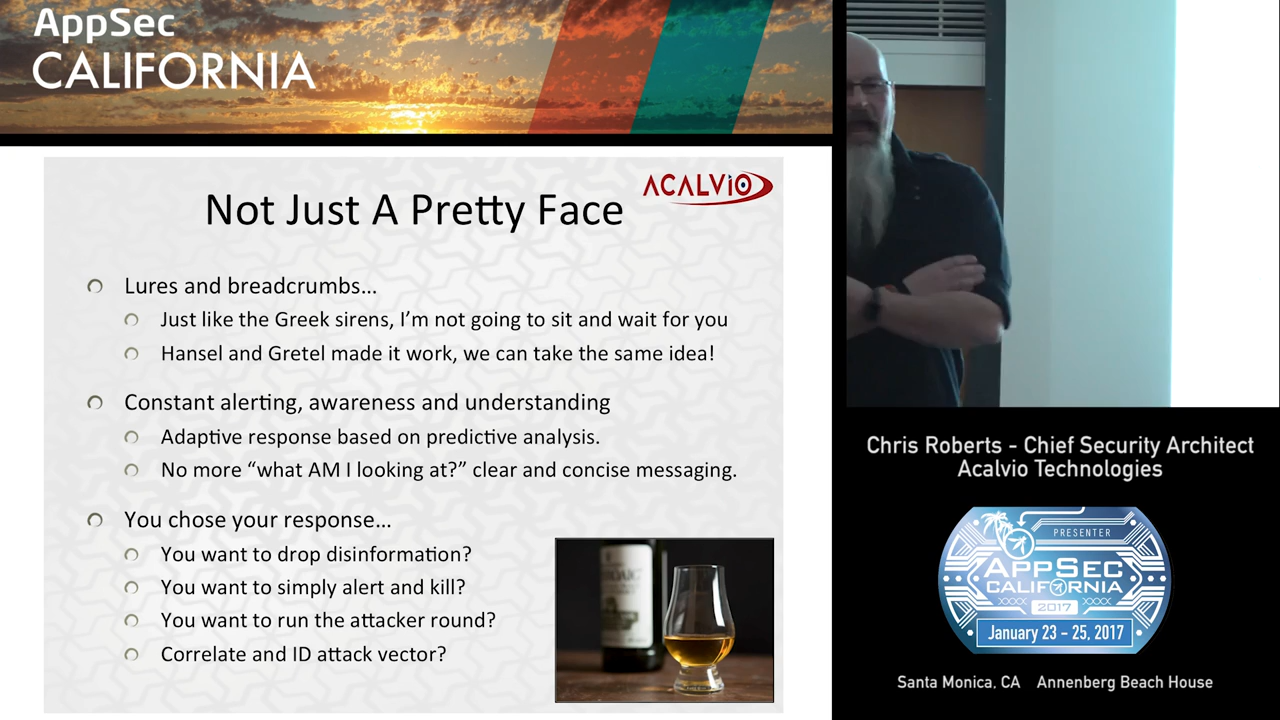 AppSec
CALIFORNIA
ACALVIO
Not Just A Pretty Face
Lures and breadcrumbs...
Just like the Greek sirens, I'm not going to sit and wait for you
Hansel and Gretel made it work, we can take the same idea!
Constant alerting, awareness and understanding
Adaptive response based on predictive analysis.
No more “what AM I looking at?” clear and concise messaging.
You chose your response...
You want to drop disinformation?
You want to simply alert and kill?
You want to run the attacker round?
Correlate and ID attack vector?
Chris Roberts - Chief Security Architect
Acalvio Technologies
PRESENTER
APPSEC
CALIFORNIA
2017
January 23 - 25, 2017
Santa Monica, CA Annenberg Beach House